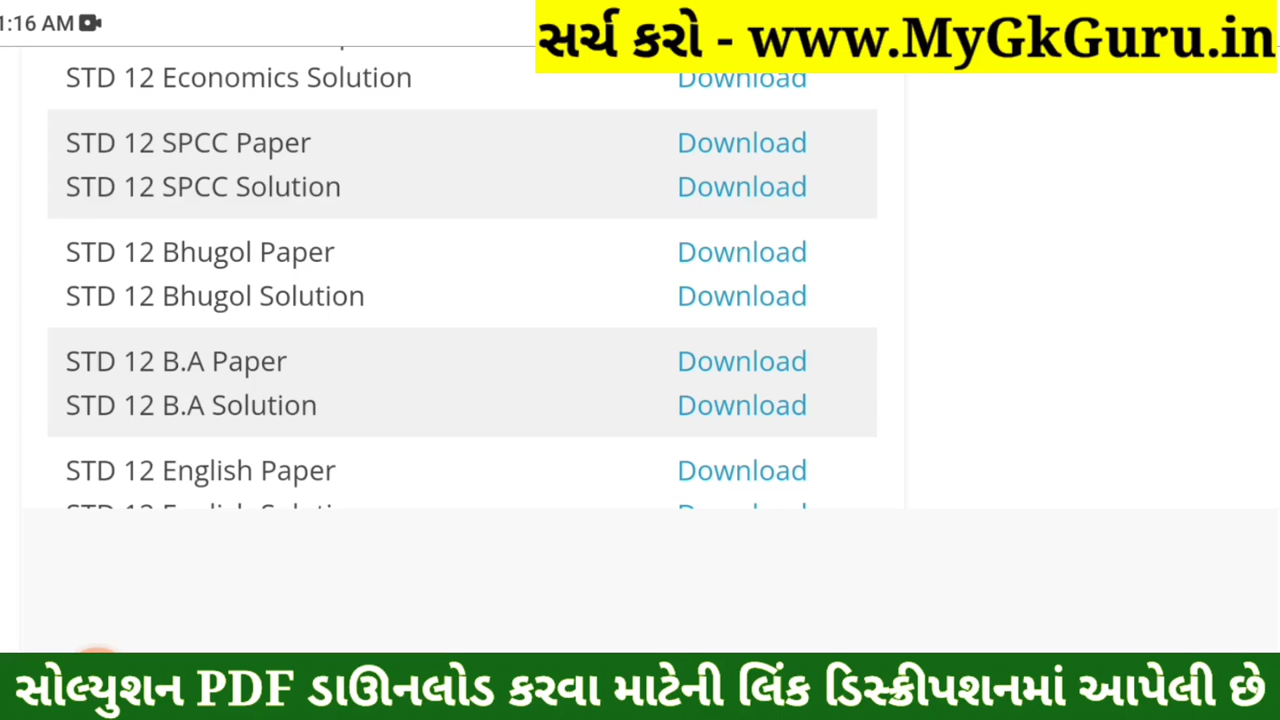 1:16 AM
સર્ચ કરો - www.MyGkGuru.in
STD 12 Economics Solution Download
STD 12 SPCC Paper Download
STD 12 SPCC Solution Download
STD 12 Bhugol Paper Download
STD 12 Bhugol Solution Download
STD 12 B.A Paper Download
STD 12 B.A Solution Download
STD 12 English Paper Download
સોલ્યુશન PDF ડાઊનલોડ કરવા માટેની લિંક ડિસ્ક્રીપશનમાં આપેલી છે